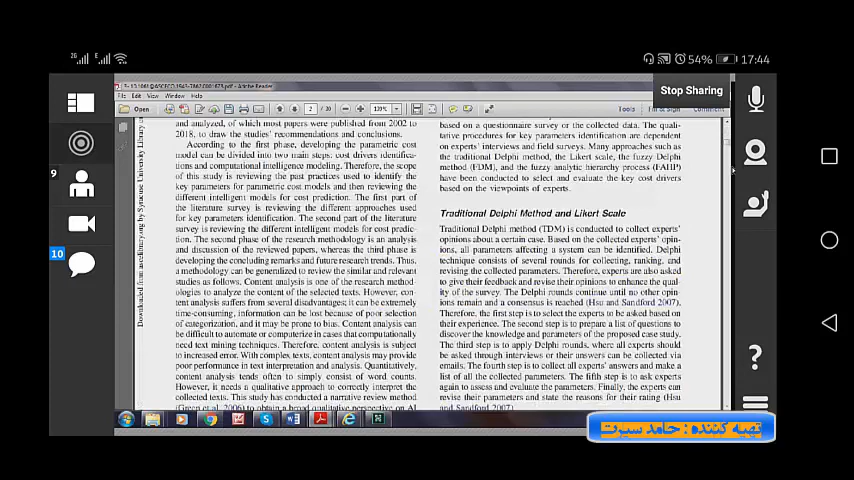 2G E 54% 17:44
Stop Sharing
9
10
3- 10.1061@ASCECO.1943-7862.0001678.pdf - Adobe Reader
File Edit View Window Help
Open 2 / 20 139% Tools Fill & Sign Comment
Downloaded from ascelibrary.org by Syracuse University Library
and analyzed, of which most papers were published from 2002 to
2018, to draw the studies' recommendations and conclusions.
According to the first phase, developing the parametric cost
model can be divided into two main steps: cost drivers identifica-
tions and computational intelligence modeling. Therefore, the scope
of this study is reviewing the past practices used to identify the
key parameters for parametric cost models and then reviewing the
different intelligent models for cost prediction. The first part of
the literature survey is reviewing the different approaches used
for key parameters identification. The second part of the literature
survey is reviewing the different intelligent models for cost predic-
tion. The second phase of the research methodology is an analysis
and discussion of the reviewed papers, whereas the third phase is
developing the concluding remarks and future research trends. Thus,
a methodology can be generalized to review the similar and relevant
studies as follows. Content analysis is one of the research method-
ologies to analyze the content of the selected texts. However, con-
tent analysis suffers from several disadvantages; it can be extremely
time-consuming, information can be lost because of poor selection
of categorization, and it may be prone to bias. Content analysis can
be difficult to automate or computerize in cases that computationally
need text mining techniques. Therefore, content analysis is subject
to increased error. With complex texts, content analysis may provide
poor performance in text interpretation and analysis. Quantitatively,
content analysis tends often to simply consist of word counts.
However, it needs a qualitative approach to correctly interpret the
collected texts. This study has conducted a narrative review method
(Green et al. 2006) to obtain a broad qualitative perspective on AI
based on a questionnaire survey or the collected data. The quali-
tative procedures for key parameters identification are dependent
on experts' interviews and field surveys. Many approaches such as
the traditional Delphi method, the Likert scale, the fuzzy Delphi
method (FDM), and the fuzzy analytic hierarchy process (FAHP)
have been conducted to select and evaluate the key cost drivers
based on the viewpoints of experts.
Traditional Delphi Method and Likert Scale
Traditional Delphi method (TDM) is conducted to collect experts'
opinions about a certain case. Based on the collected experts' opin-
ions, all parameters affecting a system can be identified. Delphi
technique consists of several rounds for collecting, ranking, and
revising the collected parameters. Therefore, experts are also asked
to give their feedback and revise their opinions to enhance the qual-
ity of the survey. The Delphi rounds continue until no other opin-
ions remain and a consensus is reached (Hsu and Sandford 2007).
Therefore, the first step is to select the experts to be asked based on
their experience. The second step is to prepare a list of questions to
discover the knowledge and parameters of the proposed case study.
The third step is to apply Delphi rounds, where all experts should
be asked through interviews or their answers can be collected via
emails. The fourth step is to collect all experts' answers and make a
list of all the collected parameters. The fifth step is to ask experts
again to assess and evaluate the parameters. Finally, the experts can
revise their parameters and state the reasons for their rating (Hsu
and Sandford 2007).
تهیه کننده : حامد سیرت